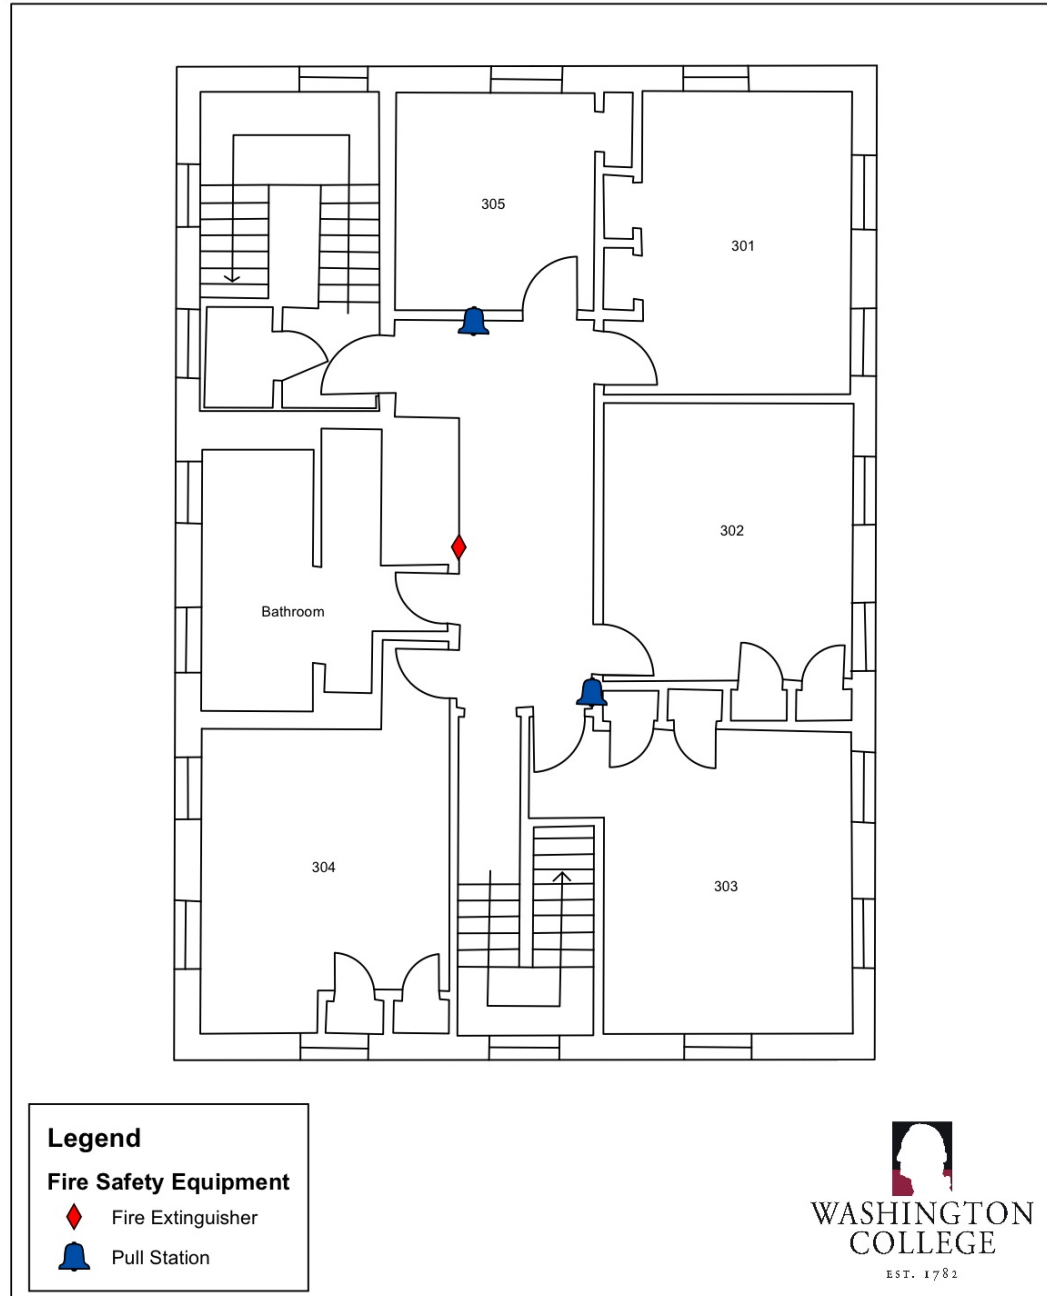 305
301
302
Bathroom
304
303
Legend
Fire Safety Equipment
Fire Extinguisher
Pull Station
WASHINGTON
COLLEGE
EST. 1782